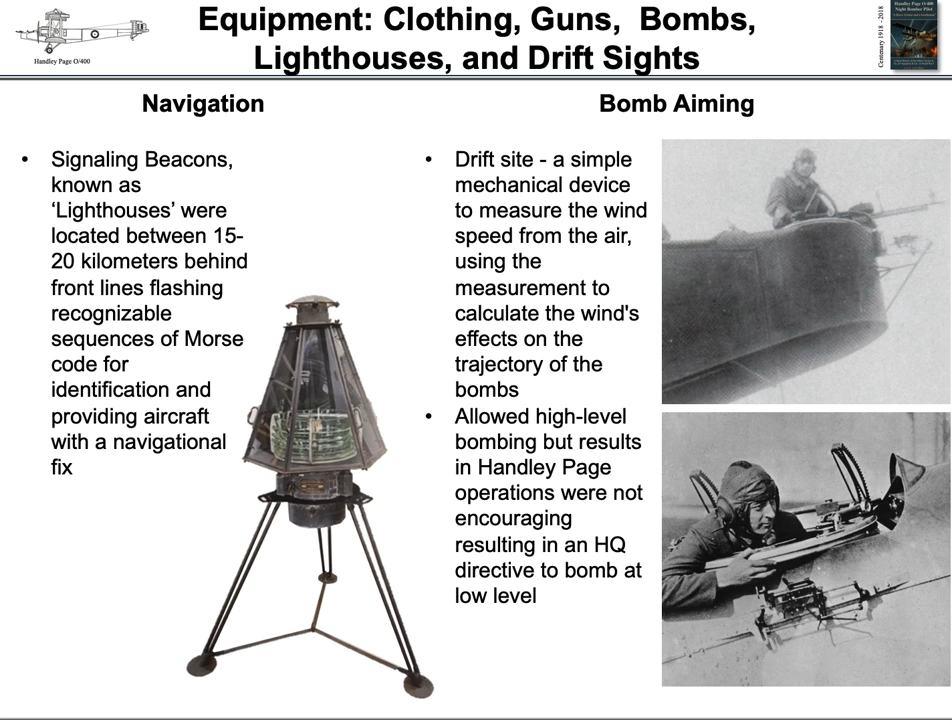 Equipment: Clothing, Guns,  Bombs,
Lighthouses, and Drift Sights
Handley Page O/400
Centenary 1918 - 2018
Handley Page O/400
Night Bomber Pilot
Navigation
• Signaling Beacons,
known as
‘Lighthouses’ were
located between 15-
20 kilometers behind
front lines flashing
recognizable
sequences of Morse
code for
identification and
providing aircraft
with a navigational
fix
Bomb Aiming
• Drift site - a simple
mechanical device
to measure the wind
speed from the air,
using the
measurement to
calculate the wind's
effects on the
trajectory of the
bombs
• Allowed high-level
bombing but results
in Handley Page
operations were not
encouraging
resulting in an HQ
directive to bomb at
low level